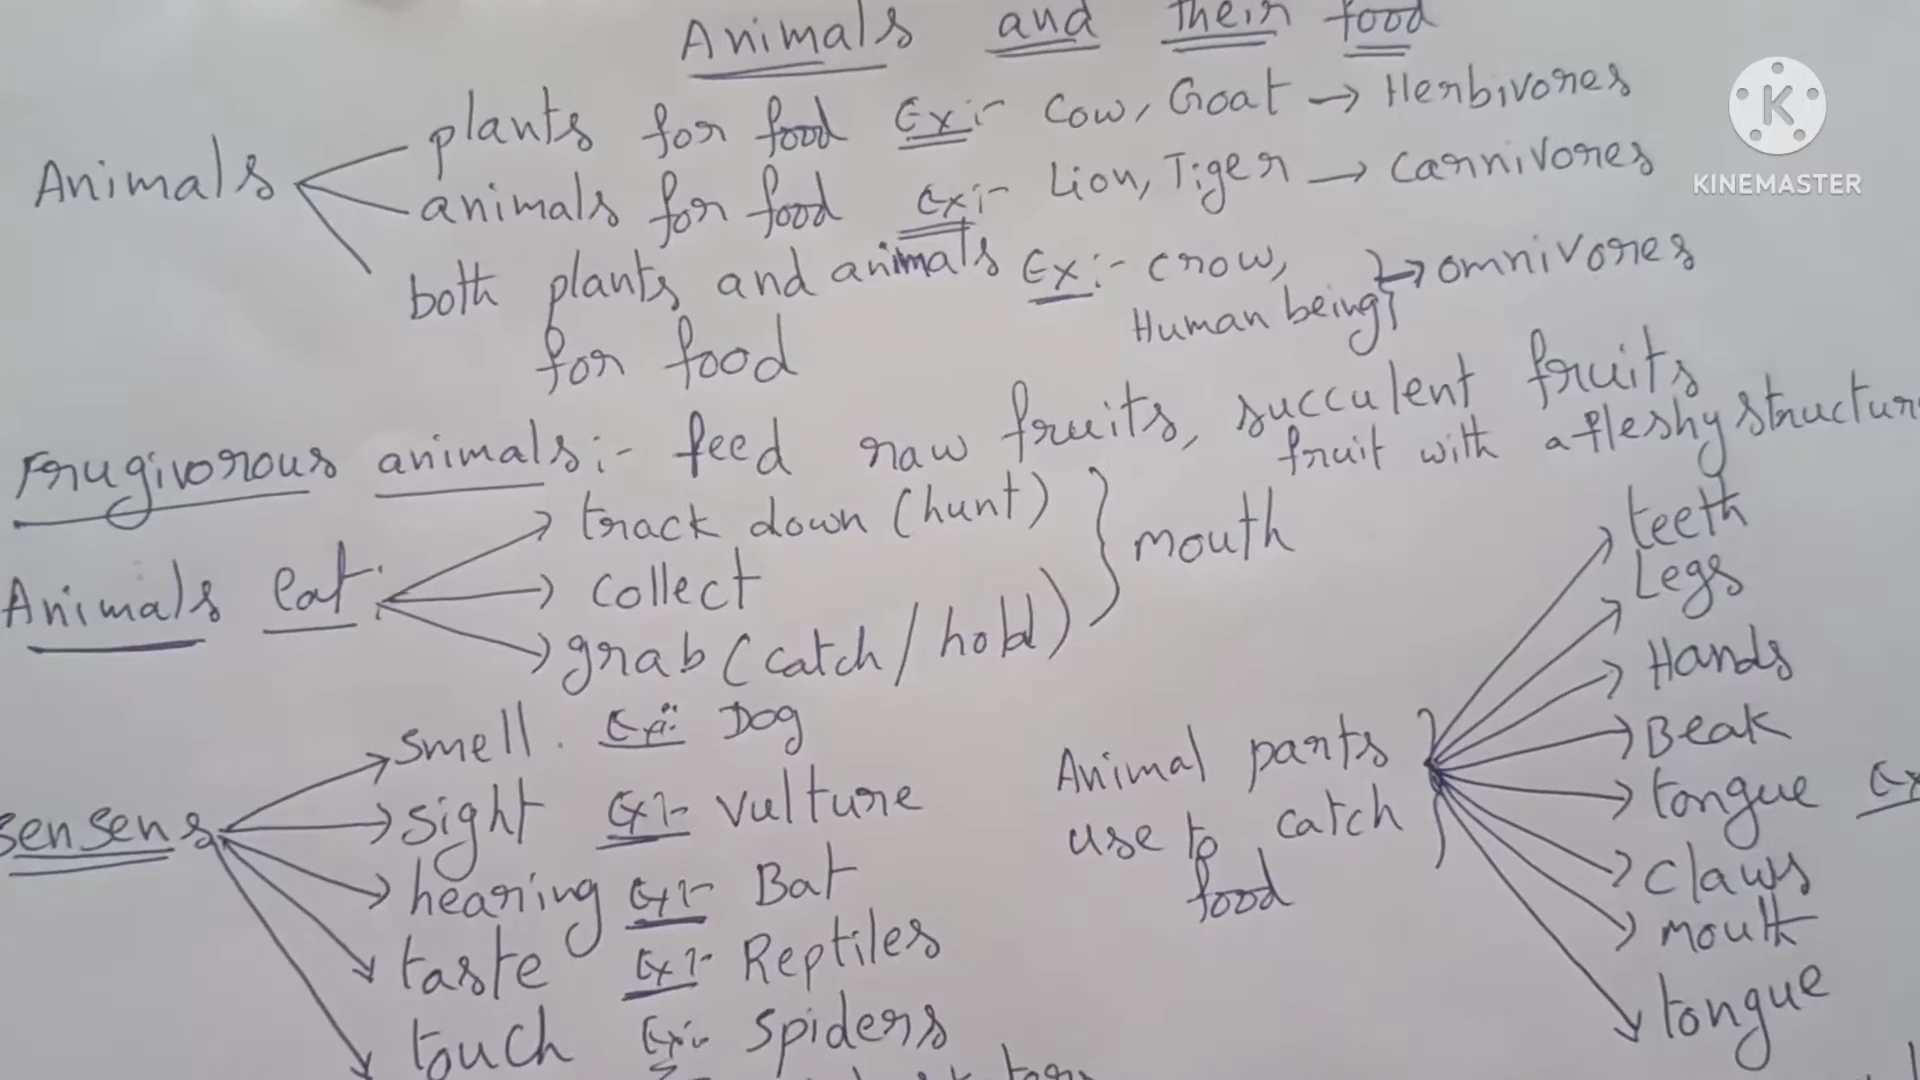 Animals and their food
plants for food Ex:- Cow, Goat → Herbivores
Animals
animals for food Ex:- Lion, Tiger → Carnivores
both plants and animals Ex:- crow,
Human beings → omnivores
for food
Frugivorous animals:- feed raw fruits, succulent fruits
fruit with a fleshy structur
Animals eat:
→ track down (hunt)
→ collect
→ grab (catch / hold)
mouth
Sensens
→ smell. Ex: Dog
→ sight Ex:- vulture
→ hearing Ex:- Bat
→ taste Ex:- Reptiles
→ touch Ex:- spiders
Animal parts
use to catch
food
→ teeth
→ Legs
→ Hands
→ Beak
→ tongue Ex
→ claws
→ mouth
→ tongue
KINEMASTER